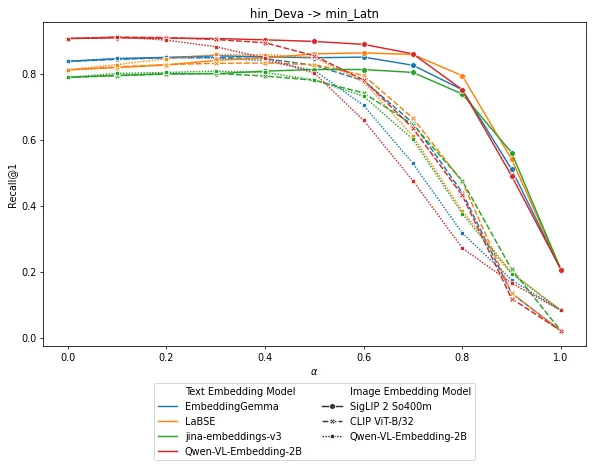 hin_Deva -> min_Latn
Recall@1
0.8
0.6
0.4
0.2
0.0
0.0 0.2 0.4 0.6 0.8 1.0
α
Text Embedding Model
EmbeddingGemma
LaBSE
jina-embeddings-v3
Qwen-VL-Embedding-2B
Image Embedding Model
SigLIP 2 So400m
CLIP ViT-B/32
Qwen-VL-Embedding-2B